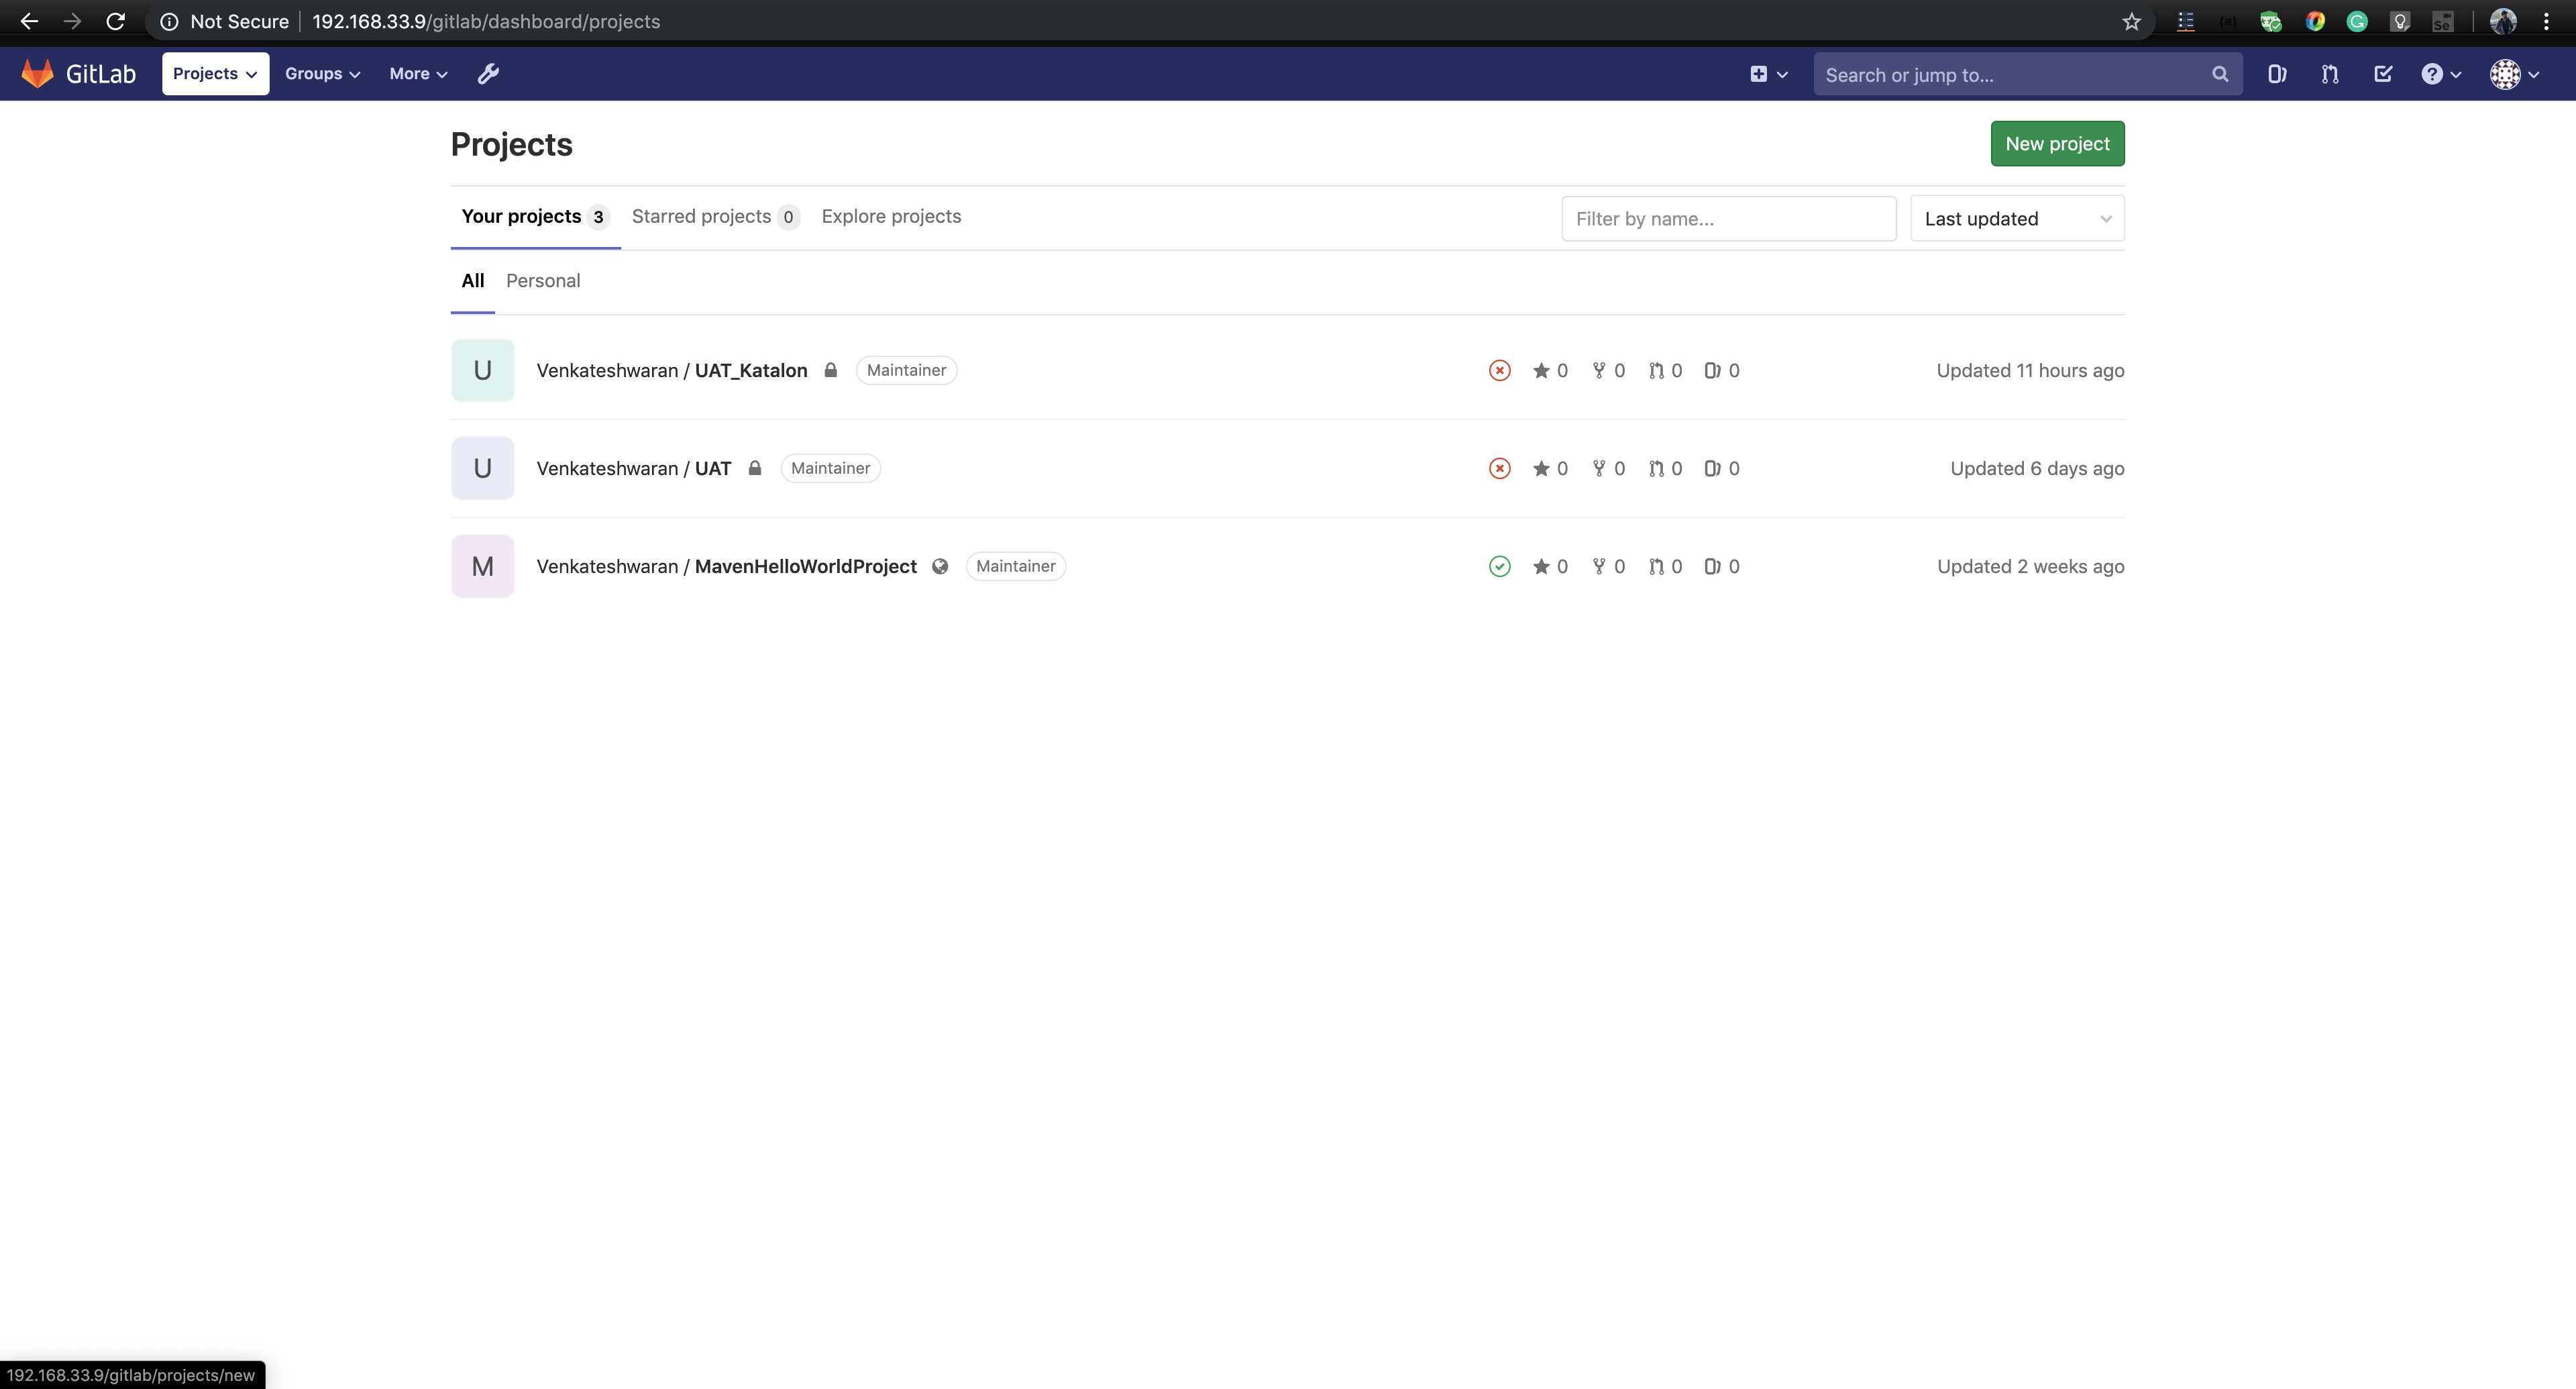 Not Secure 192.168.33.9/gitlab/dashboard/projects
GitLab Projects Groups More Search or jump to...
Projects New project
Your projects 3 Starred projects 0 Explore projects Filter by name... Last updated
All Personal
U Venkateshwaran / UAT_Katalon Maintainer 0 0 0 0 Updated 11 hours ago
U Venkateshwaran / UAT Maintainer 0 0 0 0 Updated 6 days ago
M Venkateshwaran / MavenHelloWorldProject Maintainer 0 0 0 0 Updated 2 weeks ago
192.168.33.9/gitlab/projects/new